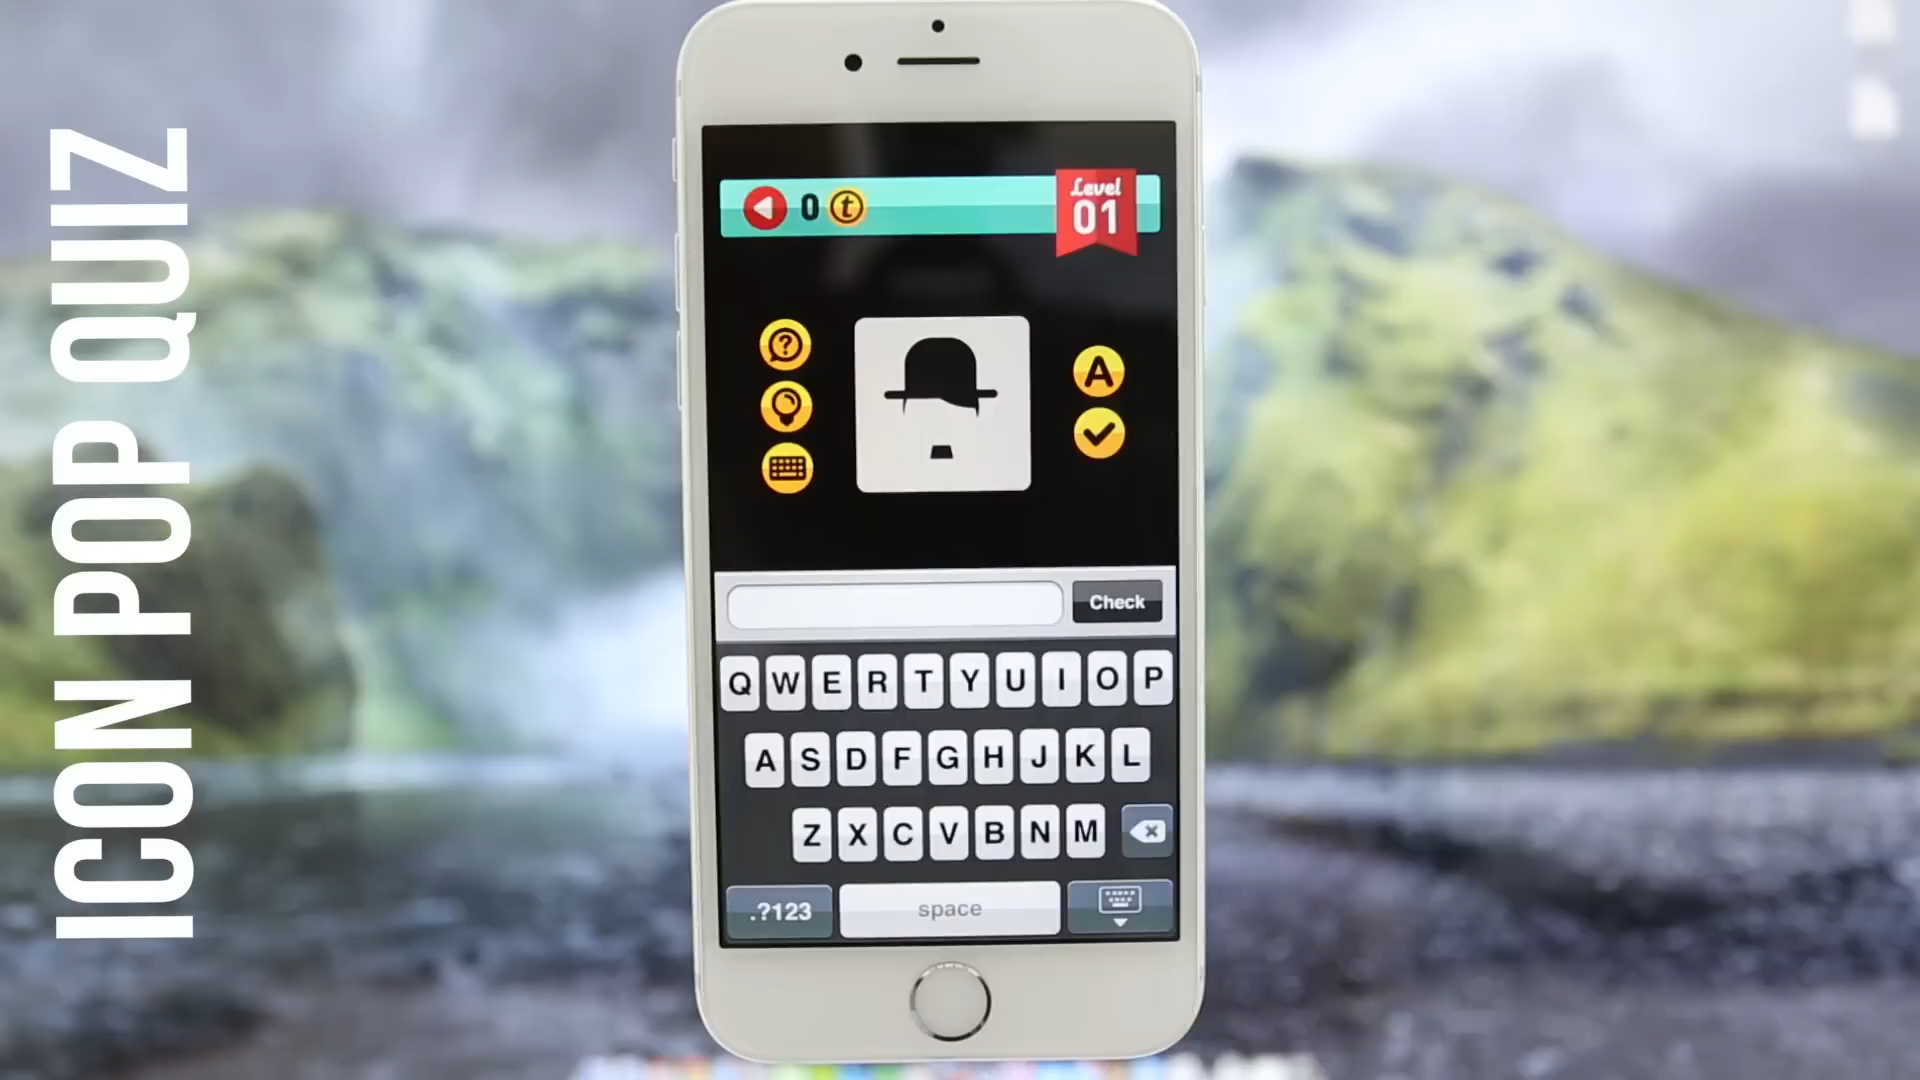 ICON POP QUIZ
0 t
Level
01
?
A
Check
Q W E R T Y U I O P
A S D F G H J K L
Z X C V B N M
.?123 space